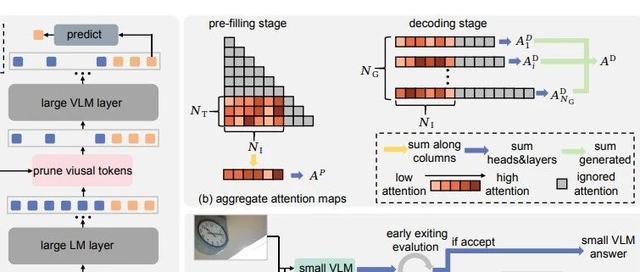 predict
large VLM layer
prune viusal tokens
large LM layer
pre-filling stage
N_T
N_I
A^P
(b) aggregate attention maps
decoding stage
N_G
A_1^D
A_i^D
A_{N_G}^D
A^D
N_I
sum along
columns
sum
heads&layers
sum
generated
low
attention
high
attention
ignored
attention
small VLM
early exiting
evalution
if accept
small VLM
answer